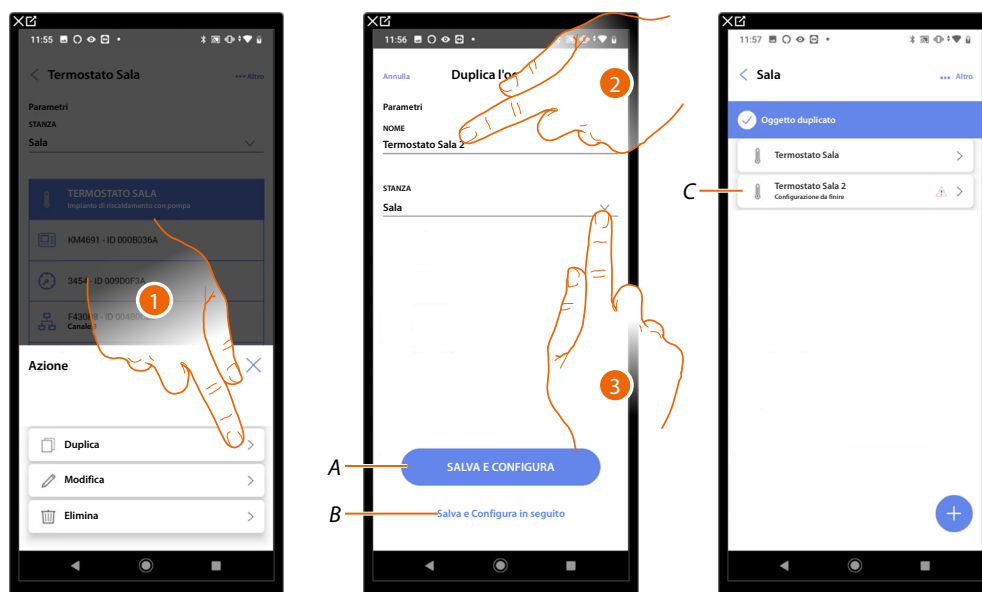 11:55
Termostato Sala
••• Altro
Parametri
STANZA
Sala
TERMOSTATO SALA
Impianto di riscaldamento con pompa
KM4691 - ID 000B036A
3454 - ID 009D0F3A
Canale
1
Azione
Duplica
Modifica
Elimina
11:56
Annulla
Duplica
2
Parametri
NOME
Termostato Sala 2
STANZA
Sala
3
A
SALVA E CONFIGURA
B
Salva e Configura in seguito
11:57
Sala
••• Altro
Oggetto duplicato
Termostato Sala
C
Termostato Sala 2
Configurazione da finire